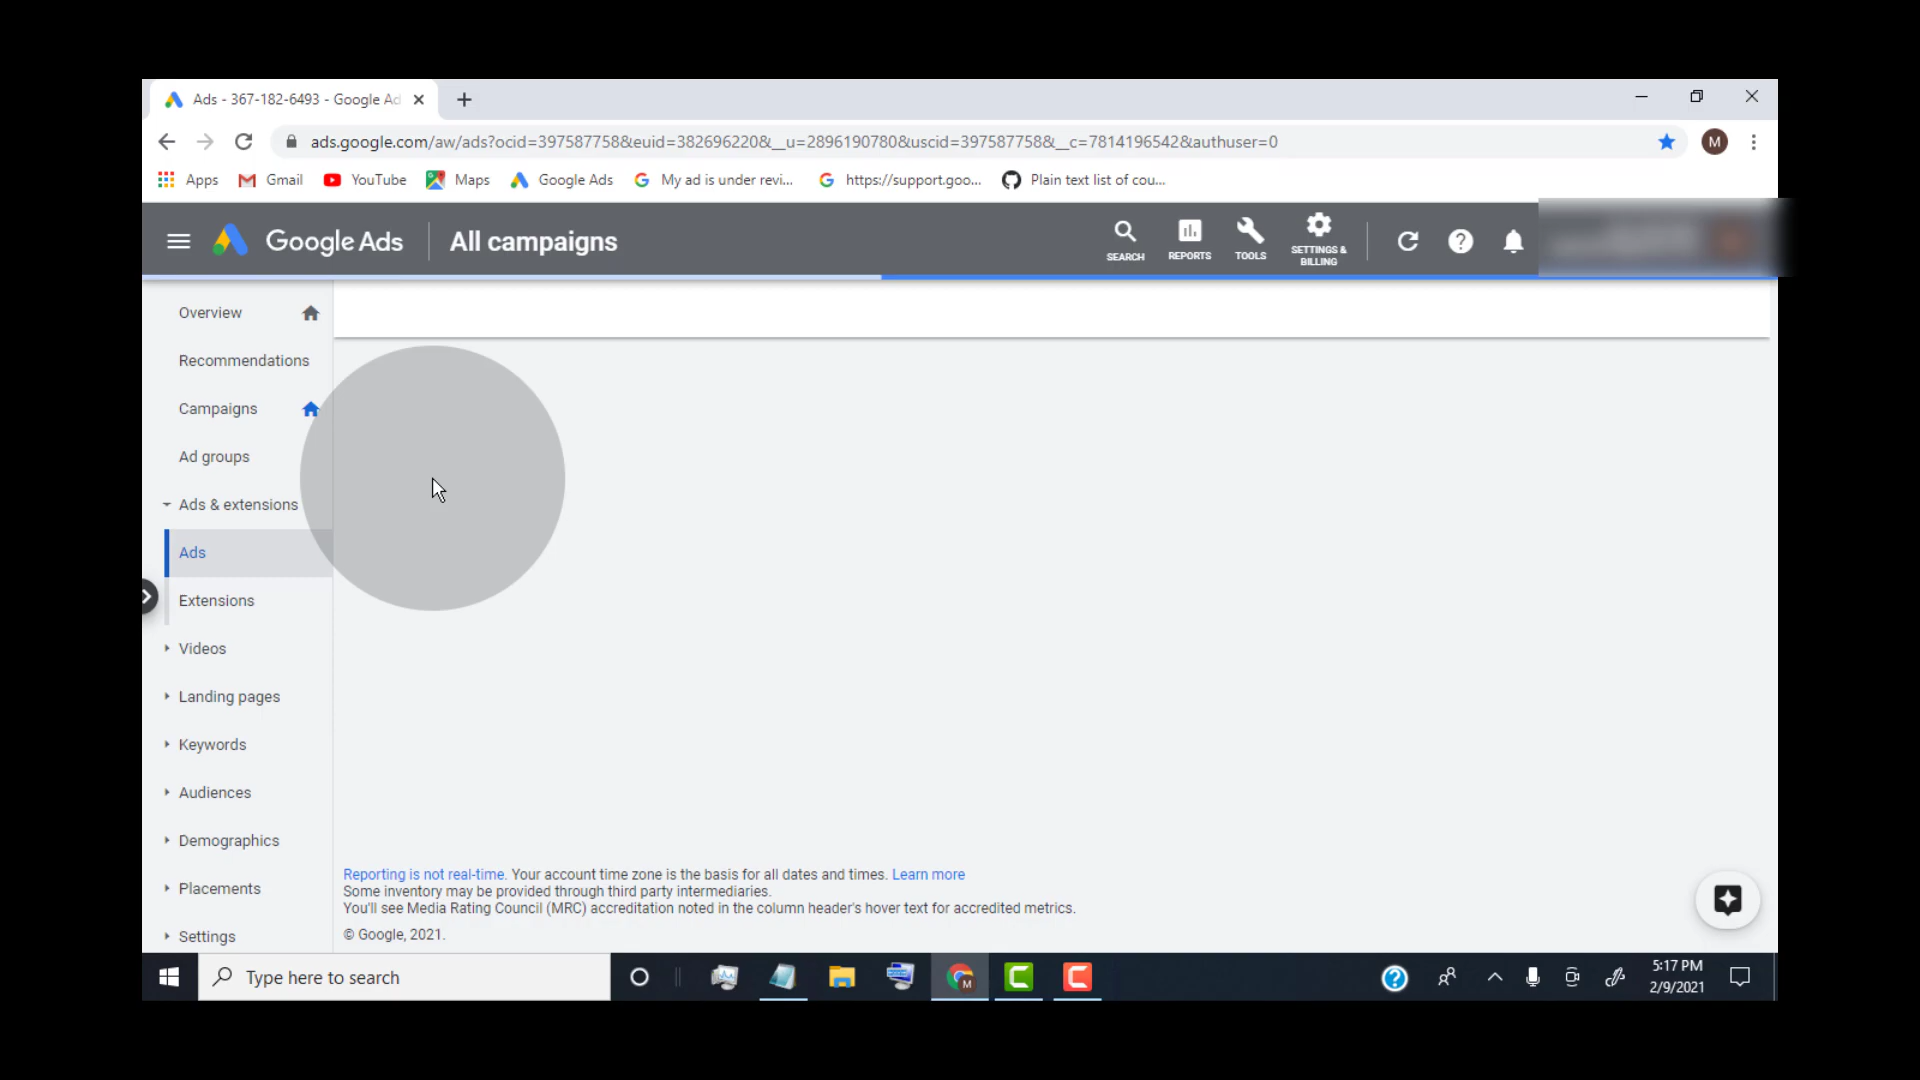 Ads - 367-182-6493 - Google Ad
ads.google.com/aw/ads?ocid=397587758&euid=382696220&__u=2896190780&uscid=397587758&__c=7814196542&authuser=0
M
Apps
Gmail
YouTube
Maps
Google Ads
My ad is under revi...
https://support.goo...
Plain text list of cou...
Google Ads
All campaigns
SEARCH
REPORTS
TOOLS
SETTINGS &
BILLING
Overview
Recommendations
Campaigns
Ad groups
Ads & extensions
Ads
Extensions
Videos
Landing pages
Keywords
Audiences
Demographics
Placements
Settings
Reporting is not real-time. Your account time zone is the basis for all dates and times. Learn more
Some inventory may be provided through third party intermediaries.
You'll see Media Rating Council (MRC) accreditation noted in the column header's hover text for accredited metrics.
© Google, 2021.
Type here to search
M
5:17 PM
2/9/2021